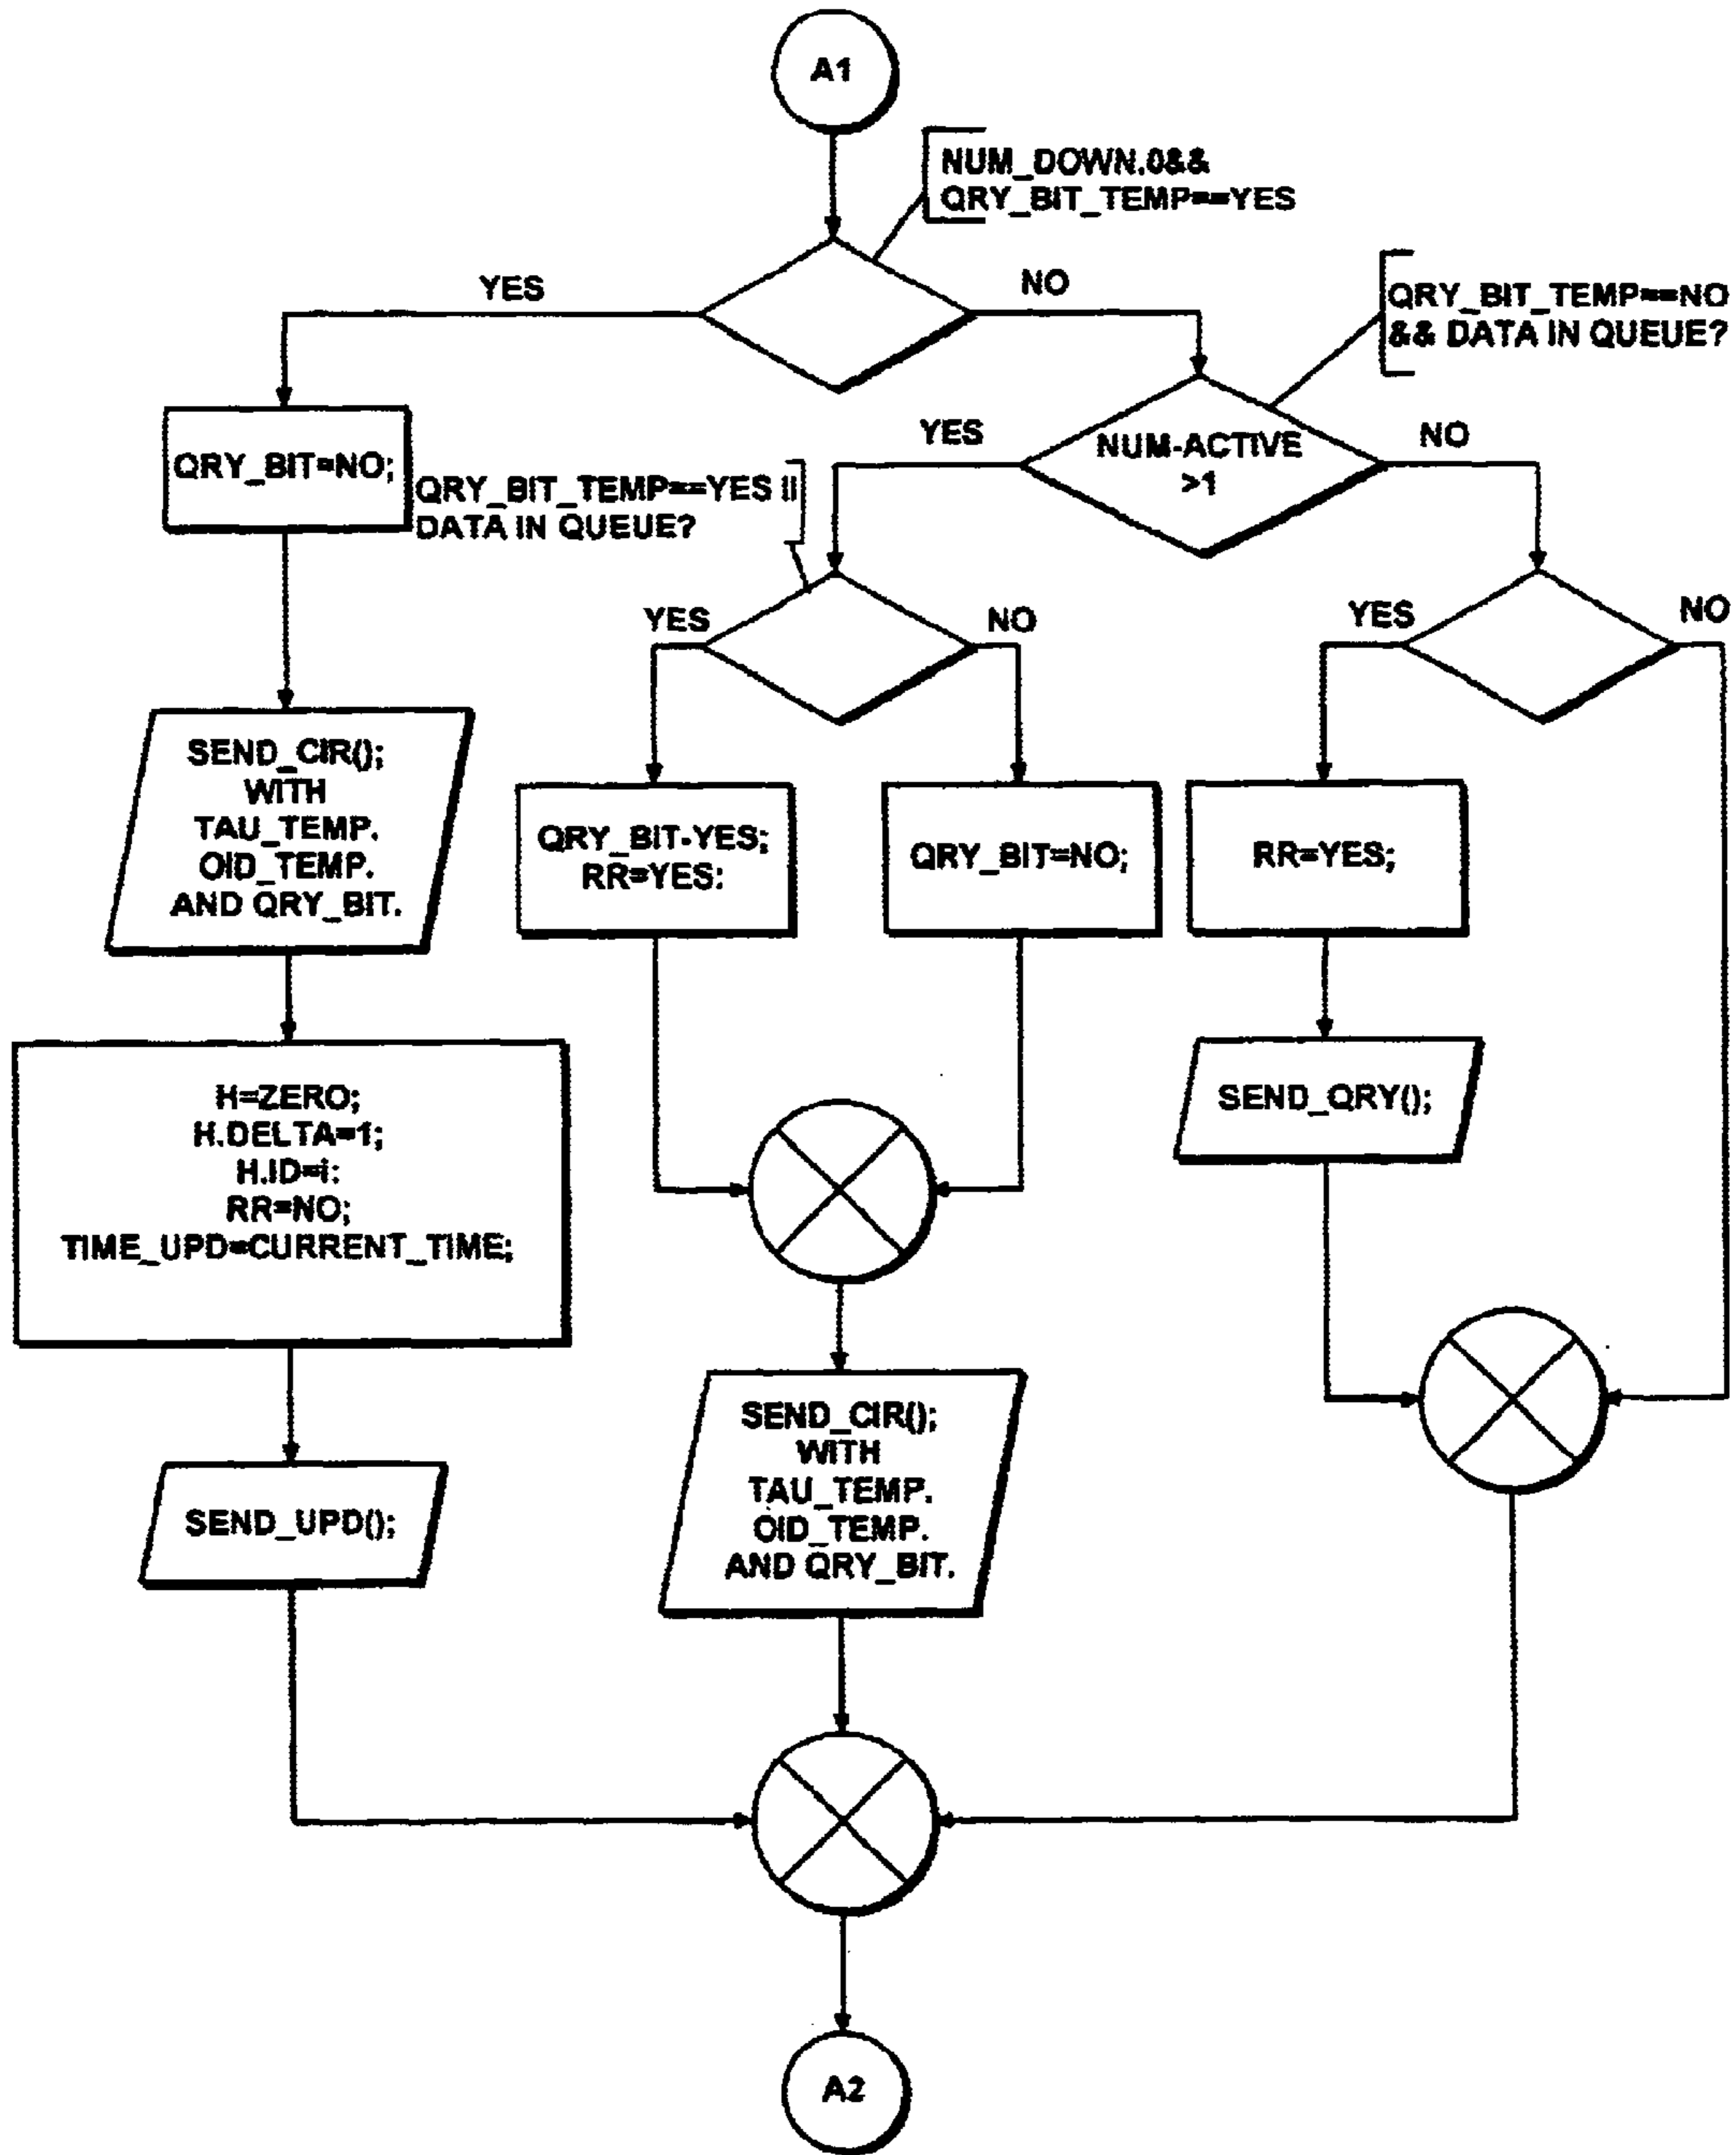 A1
NUM_DOWN.0&&
QRY_BIT_TEMP==YES
YES
NO
QRY_BIT_TEMP==NO
&& DATA IN QUEUE?
QRY_BIT=NO;
QRY_BIT_TEMP==YES II
DATA IN QUEUE?
YES
NUM-ACTIVE
>1
NO
YES
NO
YES
NO
SEND_CIR();
WITH
TAU_TEMP.
OID_TEMP.
AND QRY_BIT.
QRY_BIT-YES;
RR=YES:
QRY_BIT=NO;
RR=YES;
H=ZERO;
H.DELTA=1;
H.ID=i:
RR=NO;
TIME_UPD=CURRENT_TIME;
SEND_QRY();
SEND_CIR();
WITH
TAU_TEMP.
OID_TEMP.
AND QRY_BIT.
SEND_UPD();
A2